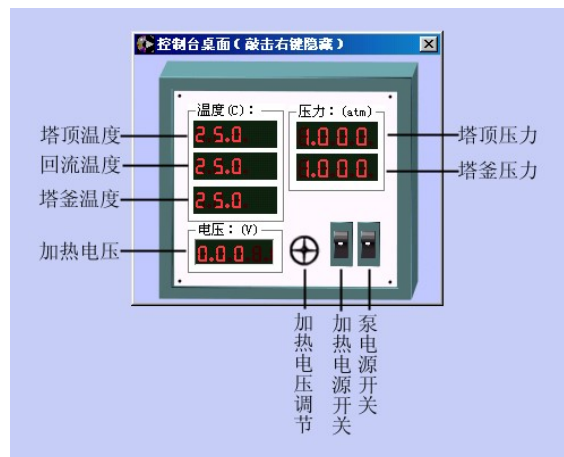 控制台桌面(敲击右键隐藏)
温度(C):
25.0
25.0
25.0
压力:(atm)
1.000
1.000
电压:(V)
0.00
塔顶温度
回流温度
塔釜温度
加热电压
塔顶压力
塔釜压力
加热电压调节
加热电源开关
泵电源开关